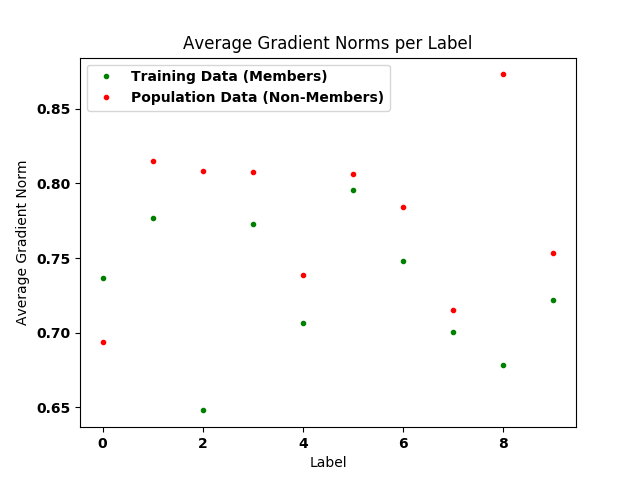 Average Gradient Norms per Label
Training Data (Members)
Population Data (Non-Members)
Average Gradient Norm
0.85
0.80
0.75
0.70
0.65
0 2 4 6 8
Label